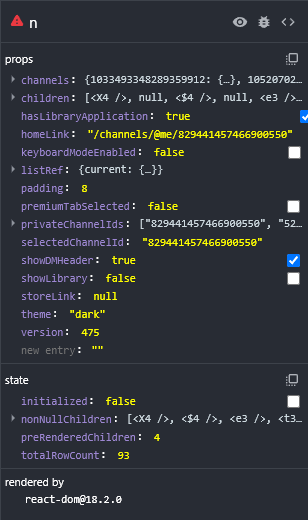 n
props
channels: {1033493348289359912: {…}, 10520702…
children: [<X4 />, null, <$4 />, null, <e3 /…
hasLibraryApplication: true
homeLink: "/channels/@me/829441457466900550"
keyboardModeEnabled: false
listRef: {current: {…}}
padding: 8
premiumTabSelected: false
privateChannelIds: ["829441457466900550", "52…
selectedChannelId: "829441457466900550"
showDMHeader: true
showLibrary: false
storeLink: null
theme: "dark"
version: 475
new entry: ""
state
initialized: false
nonNullChildren: [<X4 />, <$4 />, <e3 />, <t3…
preRenderedChildren: 4
totalRowCount: 93
rendered by
react-dom@18.2.0